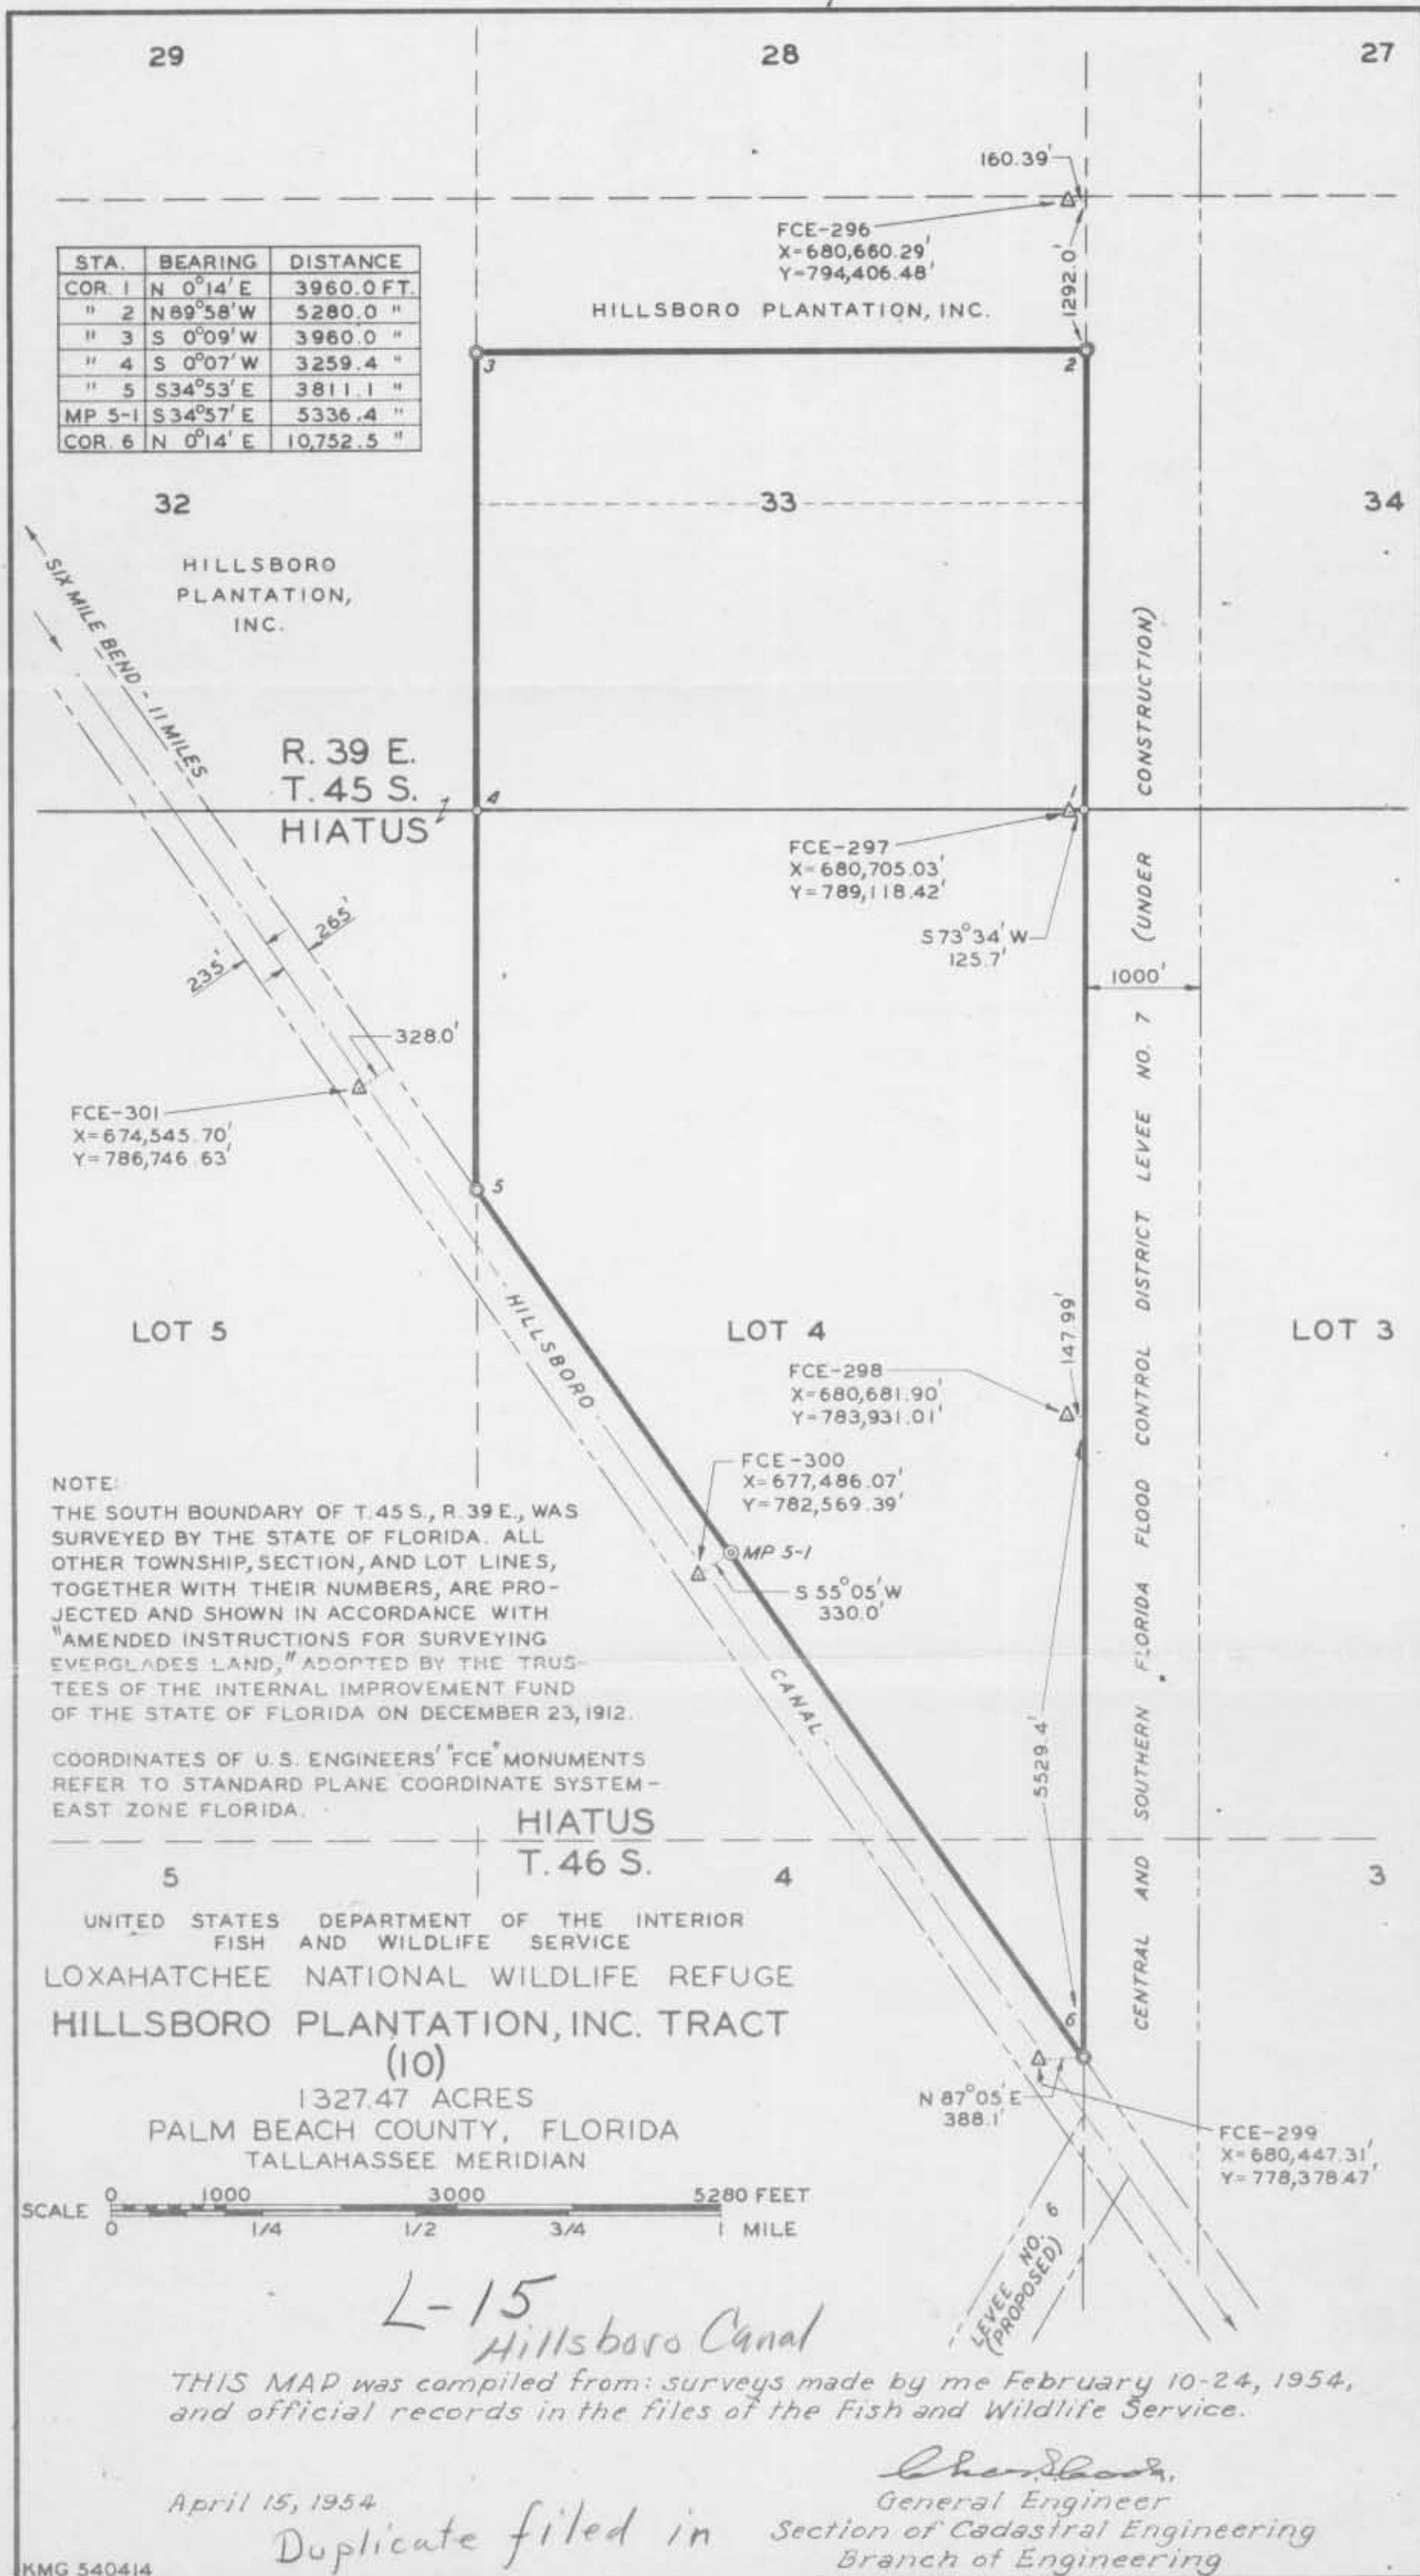 29
28
27
160.39'
FCE-296
X=680,660.29'
Y=794,406.48'
1292.0'
HILLSBORO PLANTATION, INC.
STA. BEARING DISTANCE
COR. 1 N 0°14' E 3960.0 FT.
" 2 N89°58'W 5280.0 "
" 3 S 0°09' W 3960.0 "
" 4 S 0°07' W 3259.4 "
" 5 S34°53' E 3811.1 "
MP 5-1 S34°57' E 5336.4 "
COR. 6 N 0°14' E 10,752.5 "
3
2
32
33
34
HILLSBORO
PLANTATION,
INC.
SIX MILE BEND - 11 MILES
R. 39 E.
T. 45 S.
HIATUS
4
1
FCE-297
X=680,705.03'
Y=789,118.42'
S 73°34' W
125.7'
1000'
CENTRAL AND SOUTHERN FLORIDA FLOOD CONTROL DISTRICT LEVEE NO. 7 (UNDER CONSTRUCTION)
265'
235'
328.0'
FCE-301
X=674,545.70'
Y=786,746.63'
5
HILLSBORO CANAL
LOT 5
LOT 4
LOT 3
147.99'
FCE-298
X=680,681.90'
Y=783,931.01'
FCE-300
X=677,486.07'
Y=782,569.39'
MP 5-1
S 55°05' W
330.0'
5529.4'
NOTE:
THE SOUTH BOUNDARY OF T.45 S., R. 39 E., WAS
SURVEYED BY THE STATE OF FLORIDA. ALL
OTHER TOWNSHIP, SECTION, AND LOT LINES,
TOGETHER WITH THEIR NUMBERS, ARE PRO-
JECTED AND SHOWN IN ACCORDANCE WITH
"AMENDED INSTRUCTIONS FOR SURVEYING
EVERGLADES LAND," ADOPTED BY THE TRUS-
TEES OF THE INTERNAL IMPROVEMENT FUND
OF THE STATE OF FLORIDA ON DECEMBER 23, 1912.
COORDINATES OF U.S. ENGINEERS' "FCE" MONUMENTS
REFER TO STANDARD PLANE COORDINATE SYSTEM-
EAST ZONE FLORIDA.
HIATUS
T. 46 S.
5
4
3
UNITED STATES DEPARTMENT OF THE INTERIOR
FISH AND WILDLIFE SERVICE
LOXAHATCHEE NATIONAL WILDLIFE REFUGE
HILLSBORO PLANTATION, INC. TRACT
(10)
1327.47 ACRES
PALM BEACH COUNTY, FLORIDA
TALLAHASSEE MERIDIAN
6
N 87°05' E
388.1'
FCE-299
X=680,447.31'
Y=778,378.47'
SCALE 0 1000 3000 5280 FEET
0 1/4 1/2 3/4 1 MILE
LEVEE NO. 6
(PROPOSED)
L-15
Hillsboro Canal
THIS MAP was compiled from: surveys made by me February 10-24, 1954,
and official records in the files of the Fish and Wildlife Service.
April 15, 1954
General Engineer
Duplicate filed in
Section of Cadastral Engineering
Branch of Engineering
KMG 540414